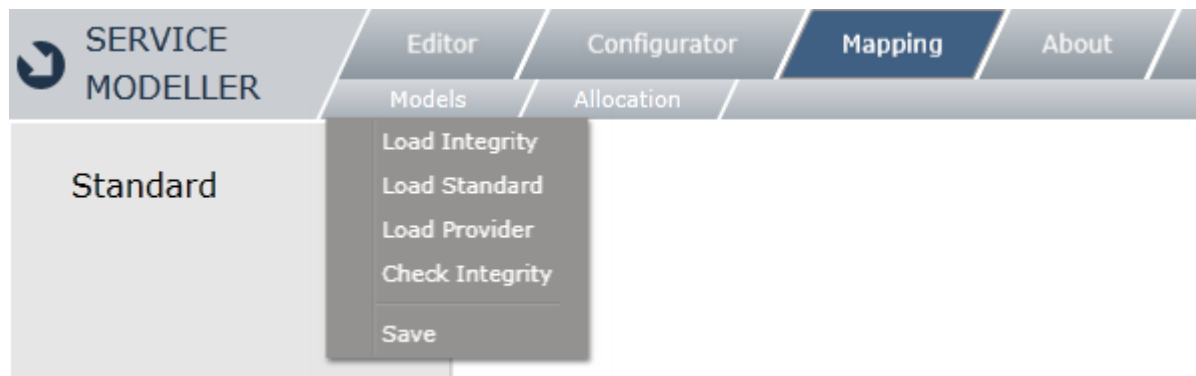 SERVICE
MODELLER
Editor Configurator Mapping About
Models Allocation
Standard
Load Integrity
Load Standard
Load Provider
Check Integrity
Save